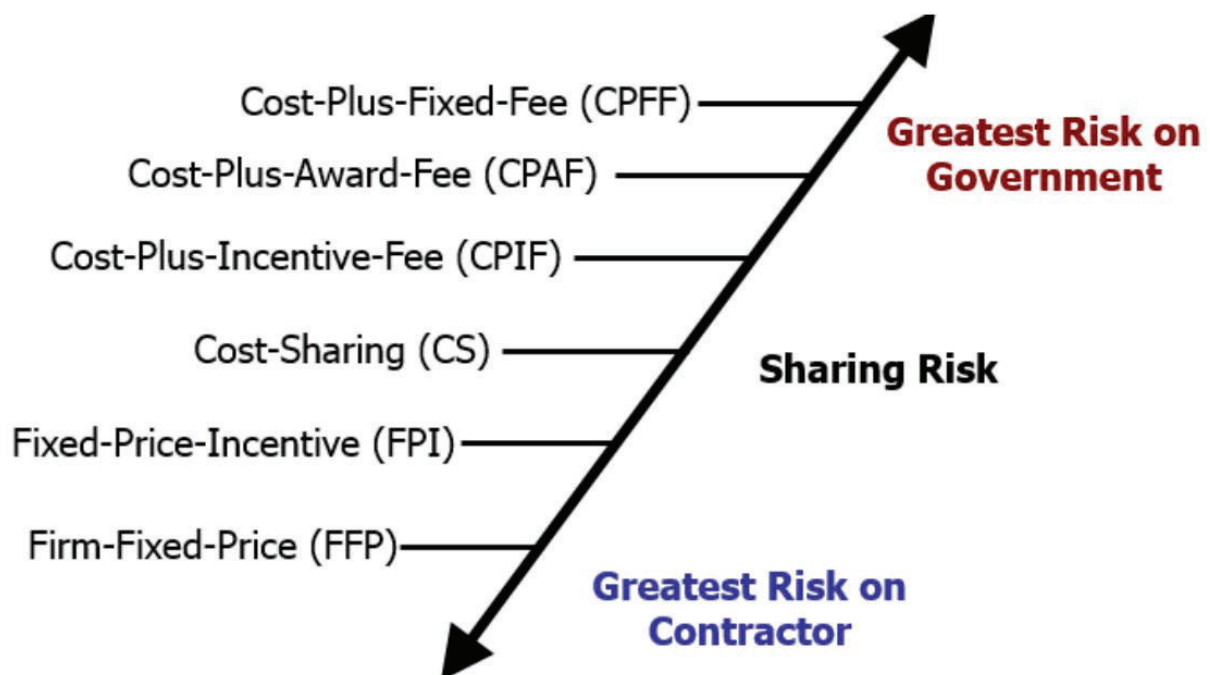 Cost-Plus-Fixed-Fee (CPFF)
Greatest Risk on
Government
Cost-Plus-Award-Fee (CPAF)
Cost-Plus-Incentive-Fee (CPIF)
Cost-Sharing (CS)
Sharing Risk
Fixed-Price-Incentive (FPI)
Firm-Fixed-Price (FFP)
Greatest Risk on
Contractor